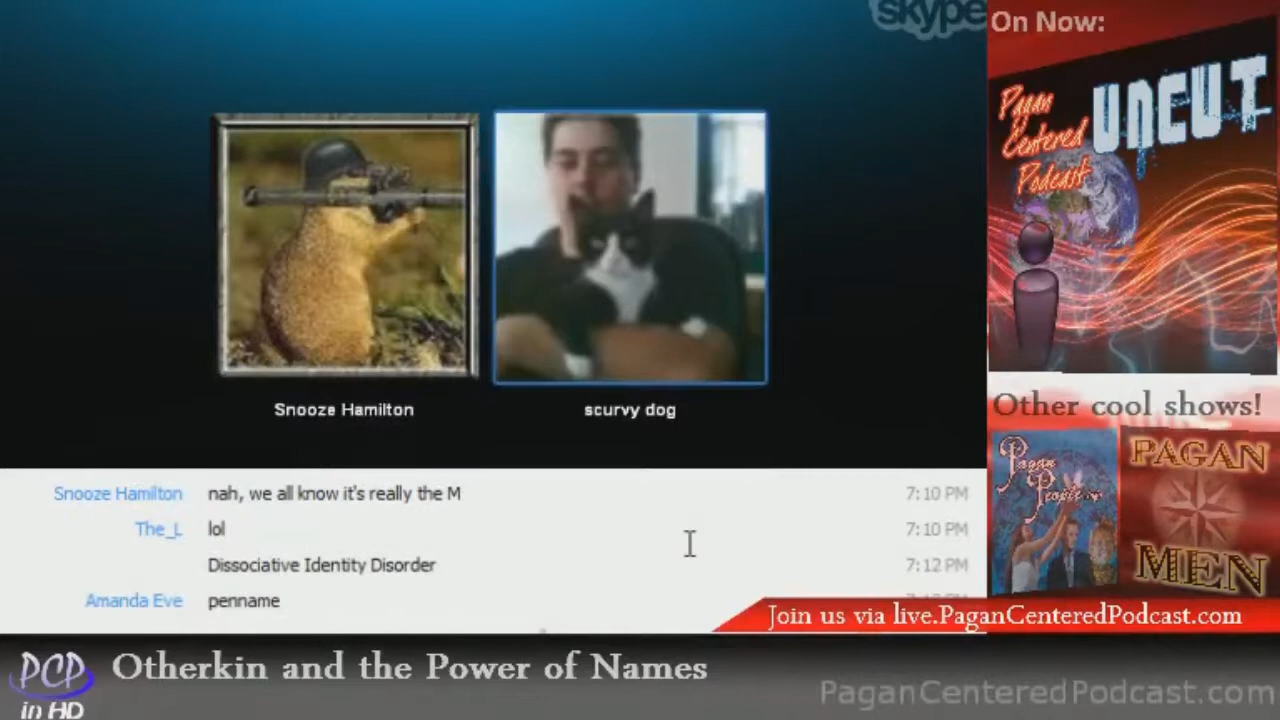 skype
On Now:
Pagan
Centered
Podcast
UNCUT
Snooze Hamilton
scurvy dog
Other cool shows!
Pagan
People
PAGAN
MEN
Snooze Hamilton nah, we all know it's really the M 7:10 PM
The_L lol 7:10 PM
Dissociative Identity Disorder 7:12 PM
Amanda Eve penname
Join us via live.PaganCenteredPodcast.com
PCP
in HD
Otherkin and the Power of Names
PaganCenteredPodcast.com